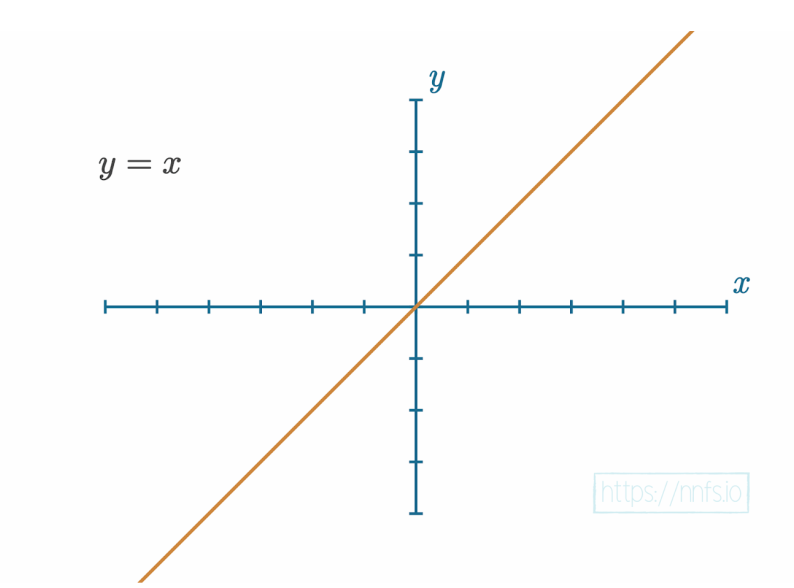 y
y = x
x
https://nnfs.io